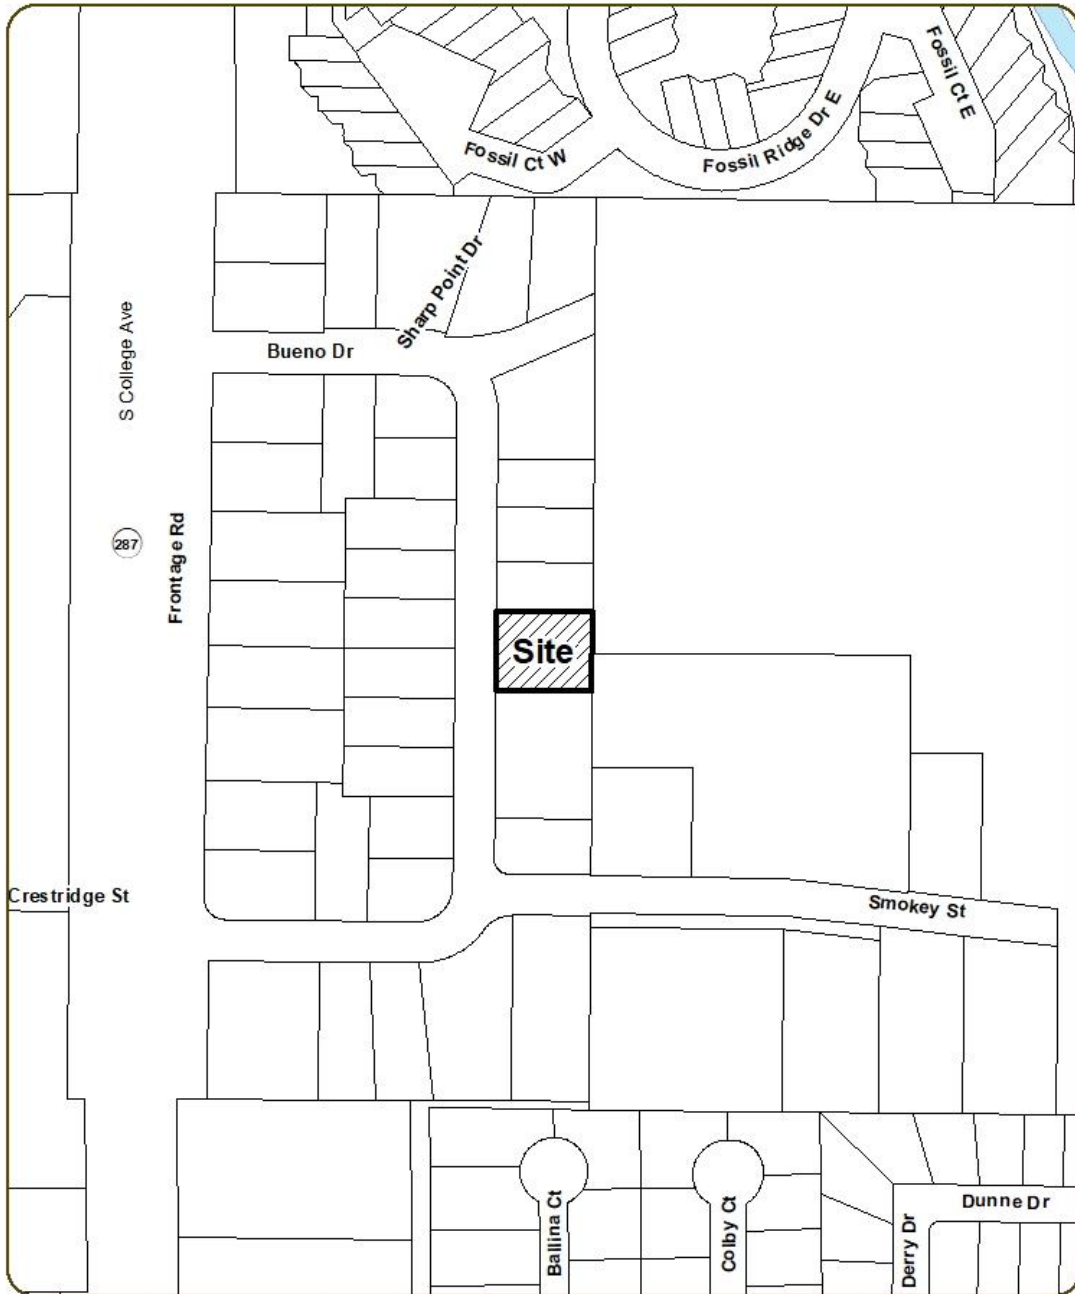 Fossil Ct E
Fossil Ct W
Fossil Ridge Dr E
Sharp Point Dr
S College Ave
Bueno Dr
287
Frontage Rd
Site
Crestridge St
Smokey St
Ballina Ct
Colby Ct
Derry Dr
Dunne Dr